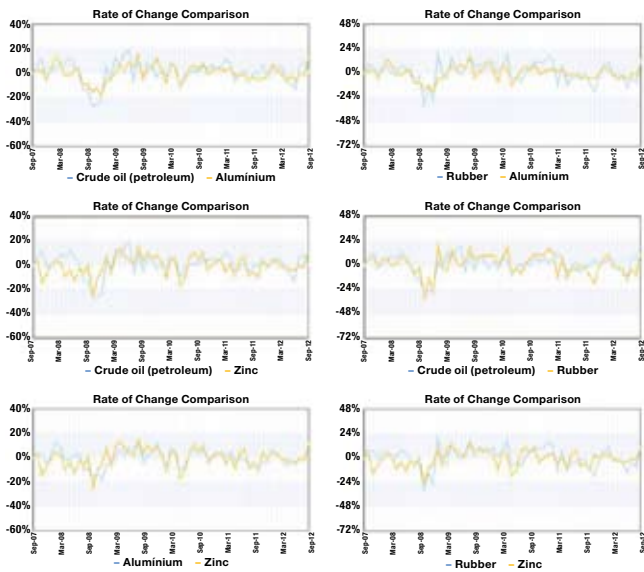 Rate of Change Comparison
40%
20%
0%
-20%
-40%
-60%
Sep-07
Mar-08
Sep-08
Mar-09
Sep-09
Mar-10
Sep-10
Mar-11
Sep-11
Mar-12
Sep-12
Crude oil (petroleum) Alumínium
Rate of Change Comparison
48%
24%
0%
-24%
-48%
-72%
Sep-07
Mar-08
Sep-08
Mar-09
Sep-09
Mar-10
Sep-10
Mar-11
Sep-11
Mar-12
Sep-12
Rubber Alumínium
Rate of Change Comparison
40%
20%
0%
-20%
-40%
-60%
Sep-07
Mar-08
Sep-08
Mar-09
Sep-09
Mar-10
Sep-10
Mar-11
Sep-11
Mar-12
Sep-12
Crude oil (petroleum) Zinc
Rate of Change Comparison
48%
24%
0%
-24%
-48%
-72%
Sep-07
Mar-08
Sep-08
Mar-09
Sep-09
Mar-10
Sep-10
Mar-11
Sep-11
Mar-12
Sep-12
Crude oil (petroleum) Rubber
Rate of Change Comparison
40%
20%
0%
-20%
-40%
-60%
Sep-07
Mar-08
Sep-08
Mar-09
Sep-09
Mar-10
Sep-10
Mar-11
Sep-11
Mar-12
Sep-12
Alumínium Zinc
Rate of Change Comparison
48%
24%
0%
-24%
-48%
-72%
Sep-07
Mar-08
Sep-08
Mar-09
Sep-09
Mar-10
Sep-10
Mar-11
Sep-11
Mar-12
Sep-12
Rubber Zinc